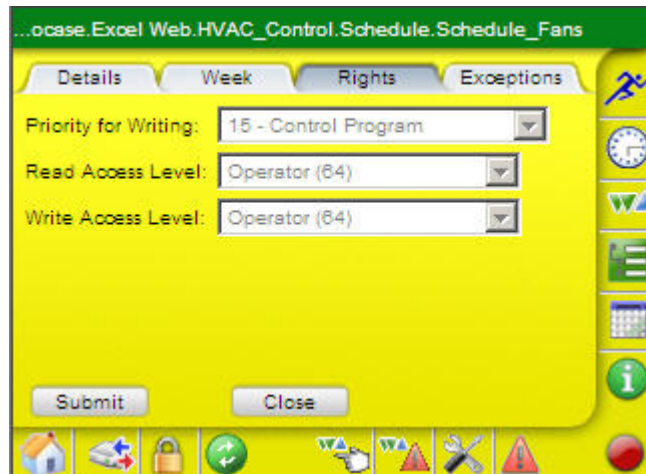 ...ocase.Excel Web.HVAC_Control.Schedule.Schedule_Fans
Details Week Rights Exceptions
Priority for Writing: 15 - Control Program
Read Access Level: Operator (64)
Write Access Level: Operator (64)
Submit Close